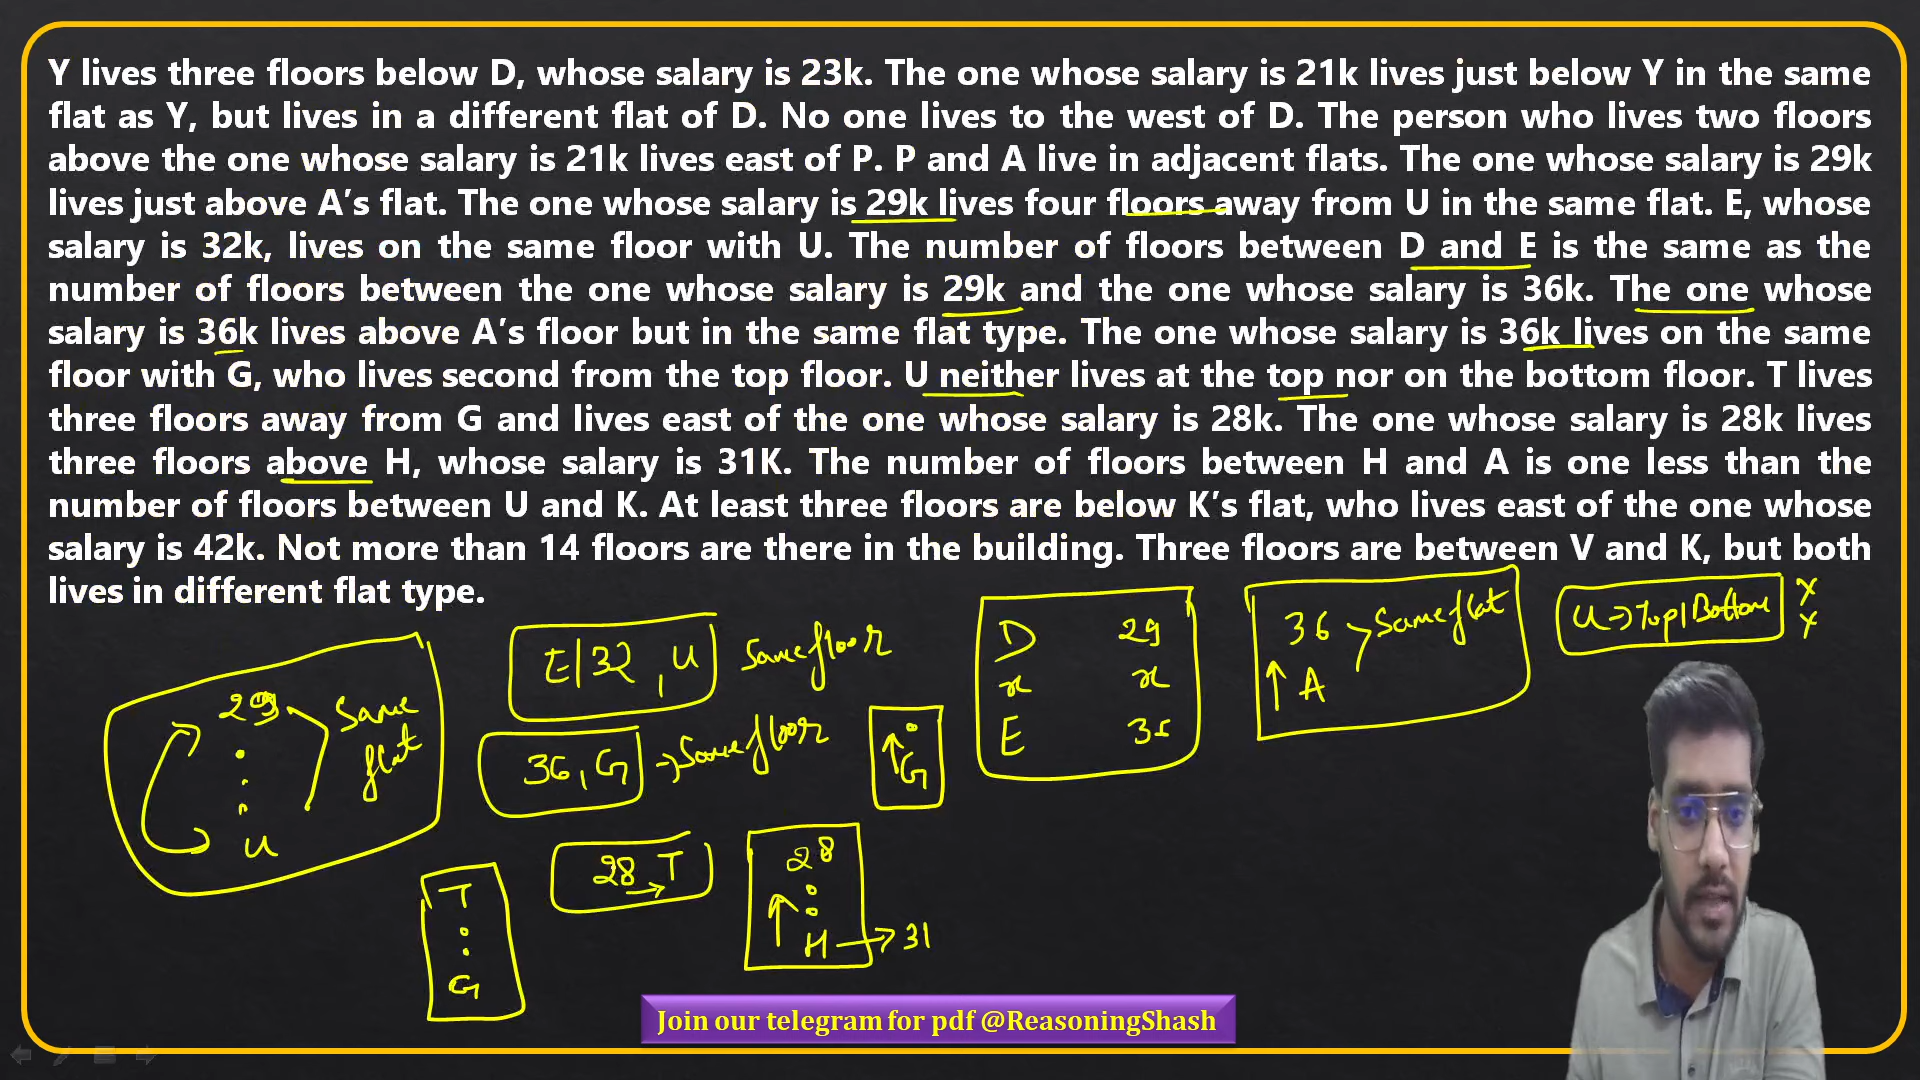 Y lives three floors below D, whose salary is 23k. The one whose salary is 21k lives just below Y in the same
flat as Y, but lives in a different flat of D. No one lives to the west of D. The person who lives two floors
above the one whose salary is 21k lives east of P. P and A live in adjacent flats. The one whose salary is 29k
lives just above A’s flat. The one whose salary is 29k lives four floors away from U in the same flat. E, whose
salary is 32k, lives on the same floor with U. The number of floors between D and E is the same as the
number of floors between the one whose salary is 29k and the one whose salary is 36k. The one whose
salary is 36k lives above A’s floor but in the same flat type. The one whose salary is 36k lives on the same
floor with G, who lives second from the top floor. U neither lives at the top nor on the bottom floor. T lives
three floors away from G and lives east of the one whose salary is 28k. The one whose salary is 28k lives
three floors above H, whose salary is 31K. The number of floors between H and A is one less than the
number of floors between U and K. At least three floors are below K’s flat, who lives east of the one whose
salary is 42k. Not more than 14 floors are there in the building. Three floors are between V and K, but both
lives in different flat type.
29 Same flat
U
E/32, U Same floor
36, G → Same floor
G
D 29
x x
E
36 Same flat
↑ A
U → Top/Bottom x x
T
G
28 → T
28
H → 31
Join our telegram for pdf @ReasoningShash